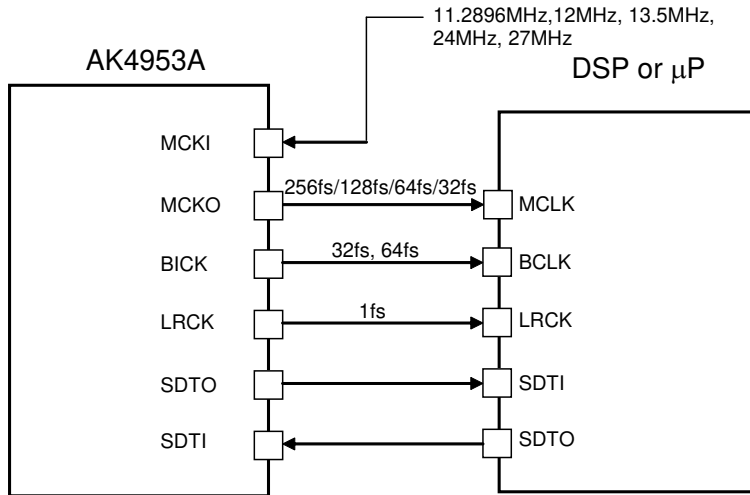 11.2896MHz,12MHz, 13.5MHz,
24MHz, 27MHz
AK4953A
DSP or μP
MCKI
MCKO
256fs/128fs/64fs/32fs
MCLK
BICK
32fs, 64fs
BCLK
LRCK
1fs
LRCK
SDTO
SDTI
SDTI
SDTO